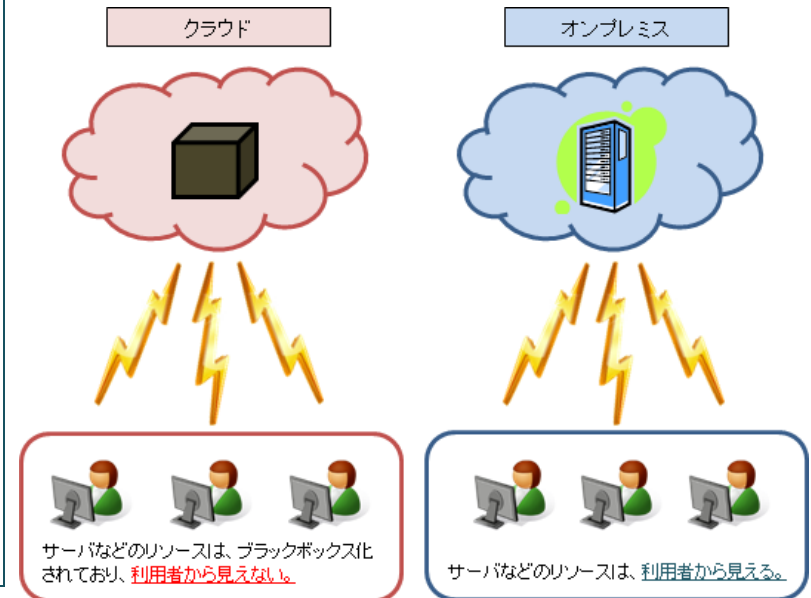 クラウド
オンプレミス
サーバなどのリソースは、ブラックボックス化
されており、利用者から見えない。
サーバなどのリソースは、利用者から見える。